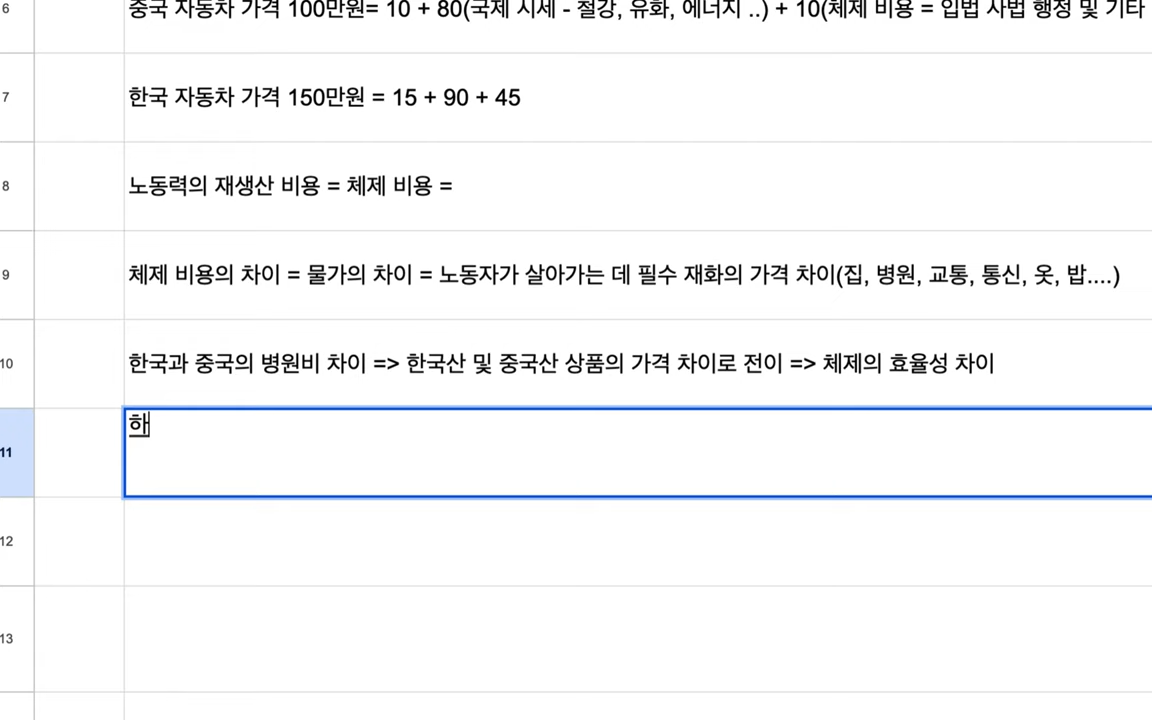 6 중국 자동차 가격 100만원= 10 + 80(국제 시세 - 철강, 유화, 에너지 ..) + 10(체제 비용 = 입법 사법 행정 및 기타
7 한국 자동차 가격 150만원 = 15 + 90 + 45
8 노동력의 재생산 비용 = 체제 비용 =
9 체제 비용의 차이 = 물가의 차이 = 노동자가 살아가는 데 필수 재화의 가격 차이(집, 병원, 교통, 통신, 옷, 밥....)
10 한국과 중국의 병원비 차이 => 한국산 및 중국산 상품의 가격 차이로 전이 => 체제의 효율성 차이
11 하
12
13